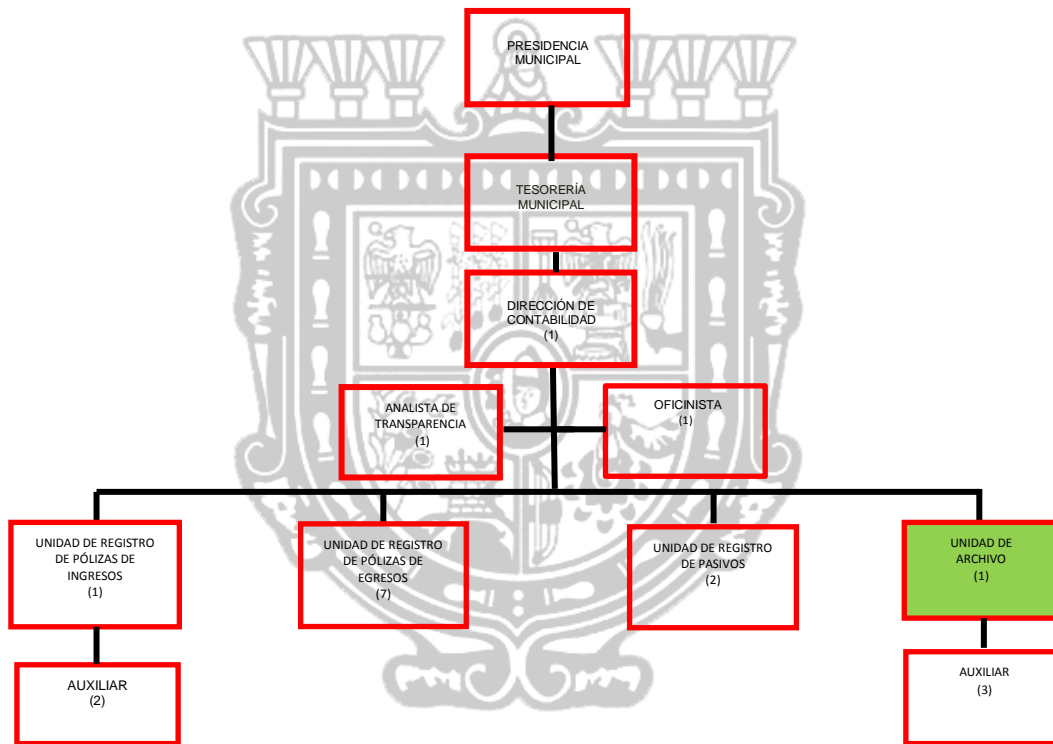 PRESIDENCIA
MUNICIPAL
TESORERÍA
MUNICIPAL
DIRECCIÓN DE
CONTABILIDAD
(1)
ANALISTA DE
TRANSPARENCIA
(1)
OFICINISTA
(1)
UNIDAD DE REGISTRO
DE PÓLIZAS DE
INGRESOS
(1)
UNIDAD DE REGISTRO
DE PÓLIZAS DE
EGRESOS
(7)
UNIDAD DE REGISTRO
DE PASIVOS
(2)
UNIDAD DE
ARCHIVO
(1)
AUXILIAR
(2)
AUXILIAR
(3)